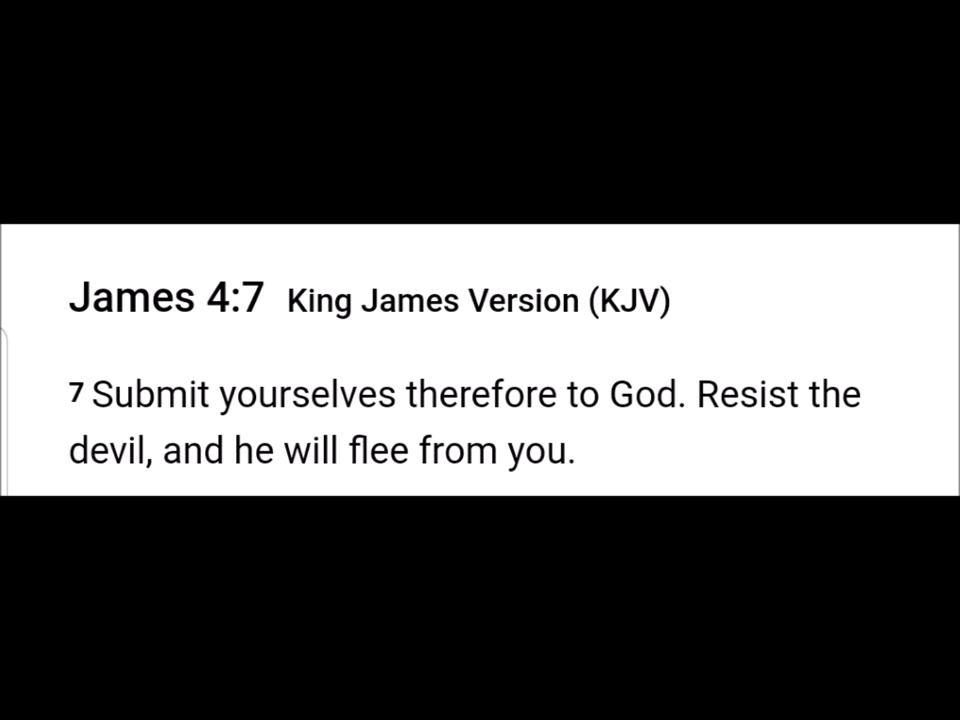 James 4:7 King James Version (KJV)
7 Submit yourselves therefore to God. Resist the
devil, and he will flee from you.